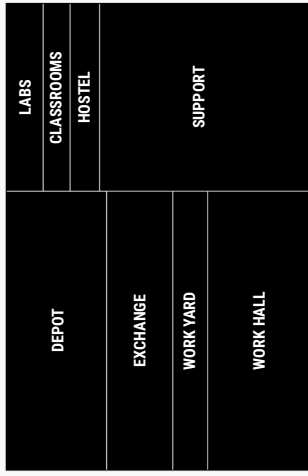 LABS
CLASSROOMS
HOSTEL
SUPPORT
DEPOT
EXCHANGE
WORK YARD
WORK HALL